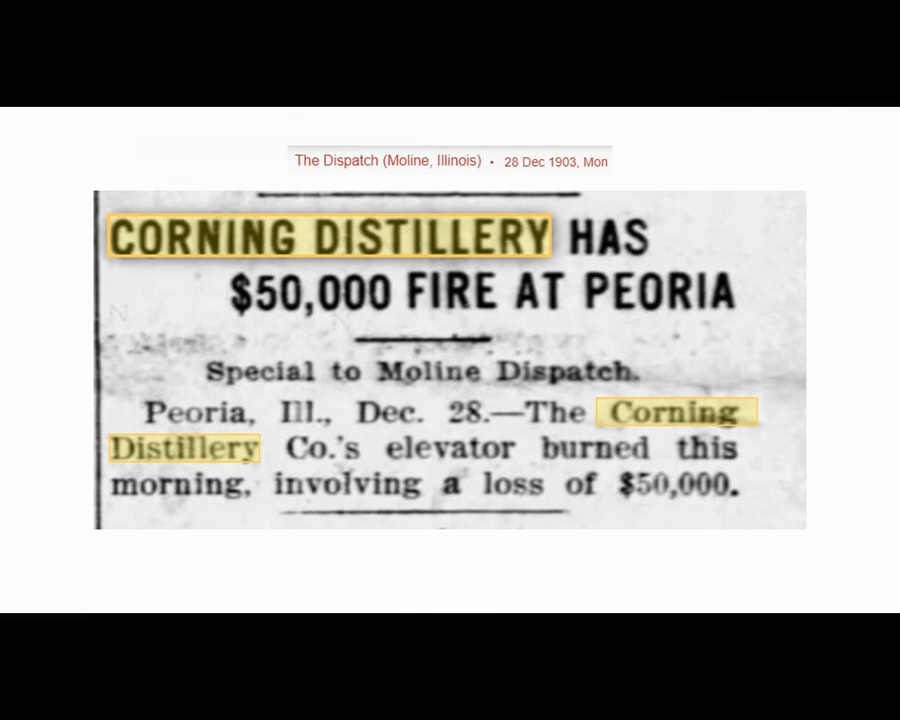 The Dispatch (Moline, Illinois) · 28 Dec 1903, Mon
CORNING DISTILLERY HAS
$50,000 FIRE AT PEORIA
Special to Moline Dispatch.
Peoria, Ill., Dec. 28.—The Corning
Distillery Co.'s elevator burned this
morning, involving a loss of $50,000.